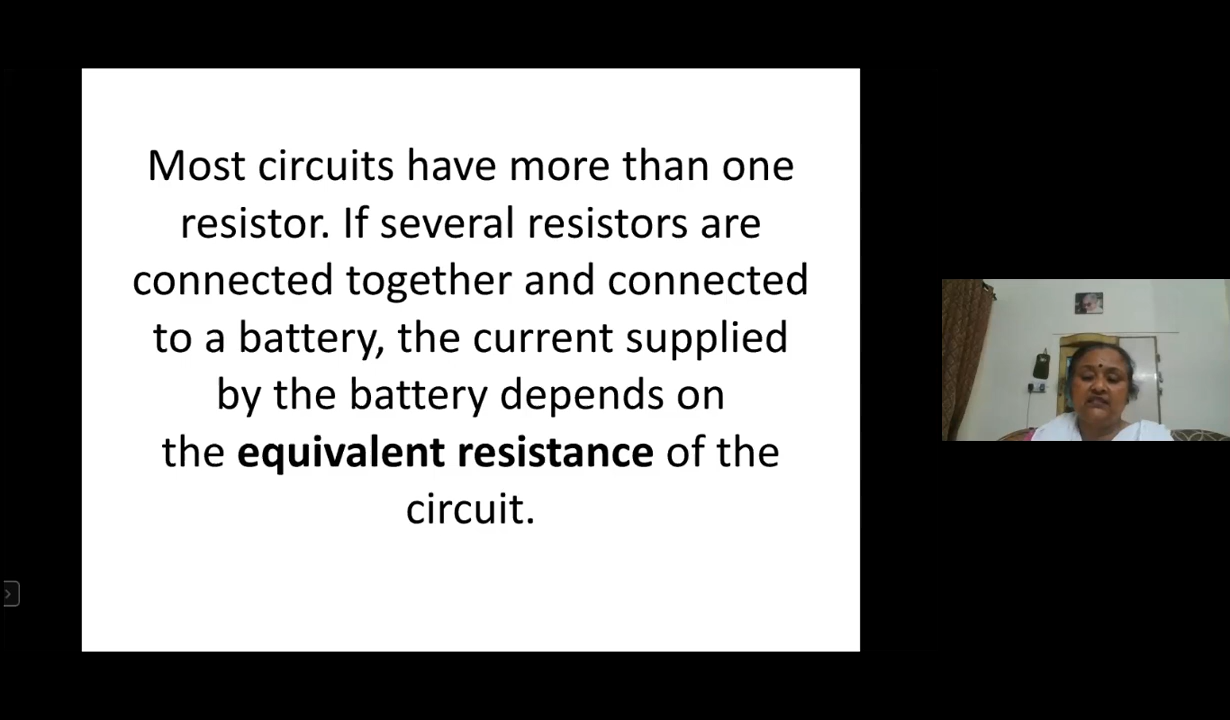 Most circuits have more than one
resistor. If several resistors are
connected together and connected
to a battery, the current supplied
by the battery depends on
the equivalent resistance of the
circuit.